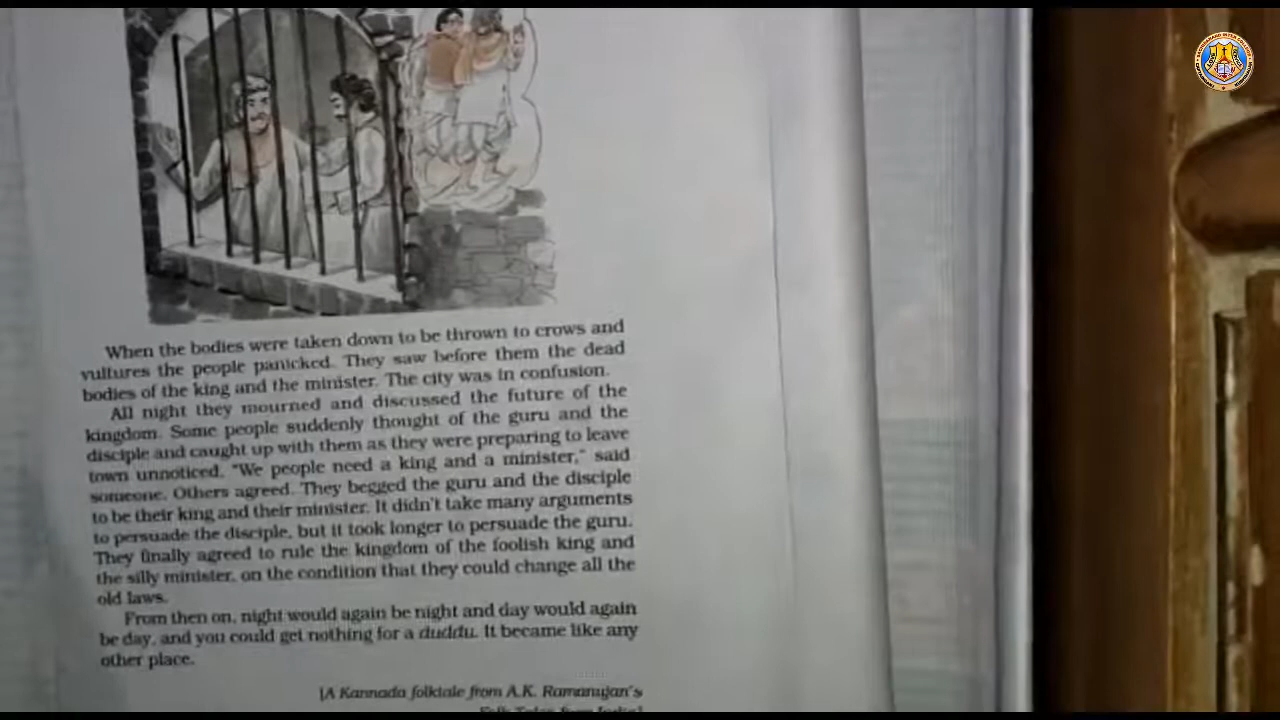 When the bodies were taken down to be thrown to crows and
vultures the people panicked. They saw before them the dead
bodies of the king and the minister. The city was in confusion.
All night they mourned and discussed the future of the
kingdom. Some people suddenly thought of the guru and the
disciple and caught up with them as they were preparing to leave
town unnoticed. "We people need a king and a minister," said
someone. Others agreed. They begged the guru and the disciple
to be their king and their minister. It didn't take many arguments
to persuade the disciple, but it took longer to persuade the guru.
They finally agreed to rule the kingdom of the foolish king and
the silly minister, on the condition that they could change all the
old laws.
From then on, night would again be night and day would again
be day, and you could get nothing for a duddu. It became like any
other place.
[A Kannada folktale from A.K. Ramanujan's
Folk Tales from India]